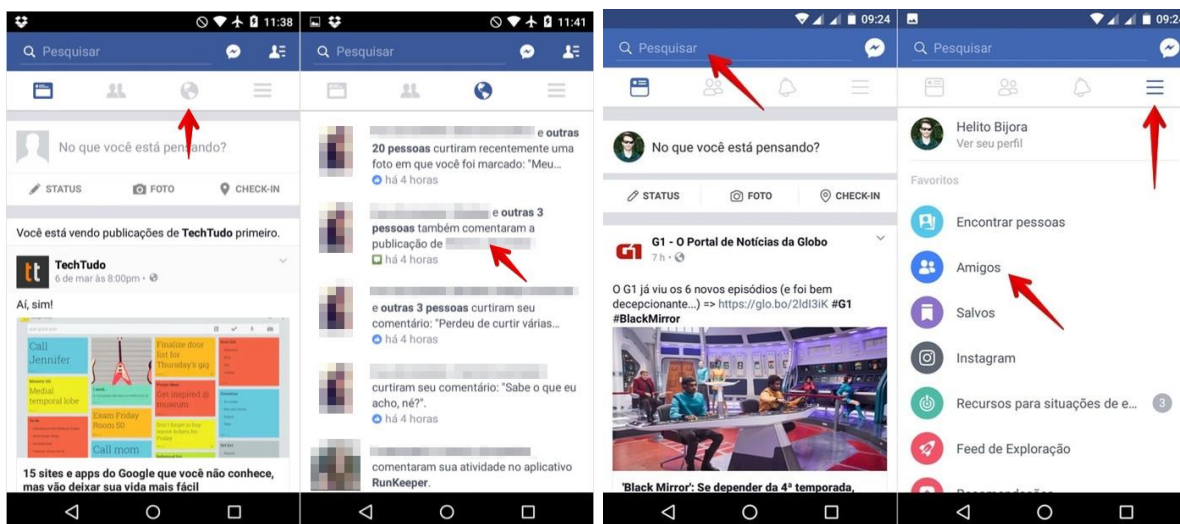 11:38
Pesquisar
No que você está pensando?
STATUS
FOTO
CHECK-IN
Você está vendo publicações de TechTudo primeiro.
tt
TechTudo
6 de mar às 8:00pm
Aí, sim!
Call
Jennifer
Medial
temporal lobe
Exam Friday
Room 50
Call mom
Finalize door
list for
Thursday's gig
Get inspired @
museum
15 sites e apps do Google que você não conhece,
mas vão deixar sua vida mais fácil
11:41
Pesquisar
e outras
20 pessoas curtiram recentemente uma
foto em que você foi marcado: "Meu...
há 4 horas
e outras 3
pessoas também comentaram a
publicação de
há 4 horas
e outras 3 pessoas curtiram seu
comentário: "Perdeu de curtir várias...
há 4 horas
curtiram seu comentário: "Sabe o que eu
acho, né?".
há 4 horas
comentaram sua atividade no aplicativo
RunKeeper.
09:24
Pesquisar
No que você está pensando?
STATUS
FOTO
CHECK-IN
G1
G1 - O Portal de Notícias da Globo
7 h
O G1 já viu os 6 novos episódios (e foi bem
decepcionante...) => https://glo.bo/2ldI3iK #G1
#BlackMirror
'Black Mirror': Se depender da 4ª temporada,
09:24
Pesquisar
Helito Bijora
Ver seu perfil
Favoritos
Encontrar pessoas
Amigos
Salvos
Instagram
Recursos para situações de e...
3
Feed de Exploração